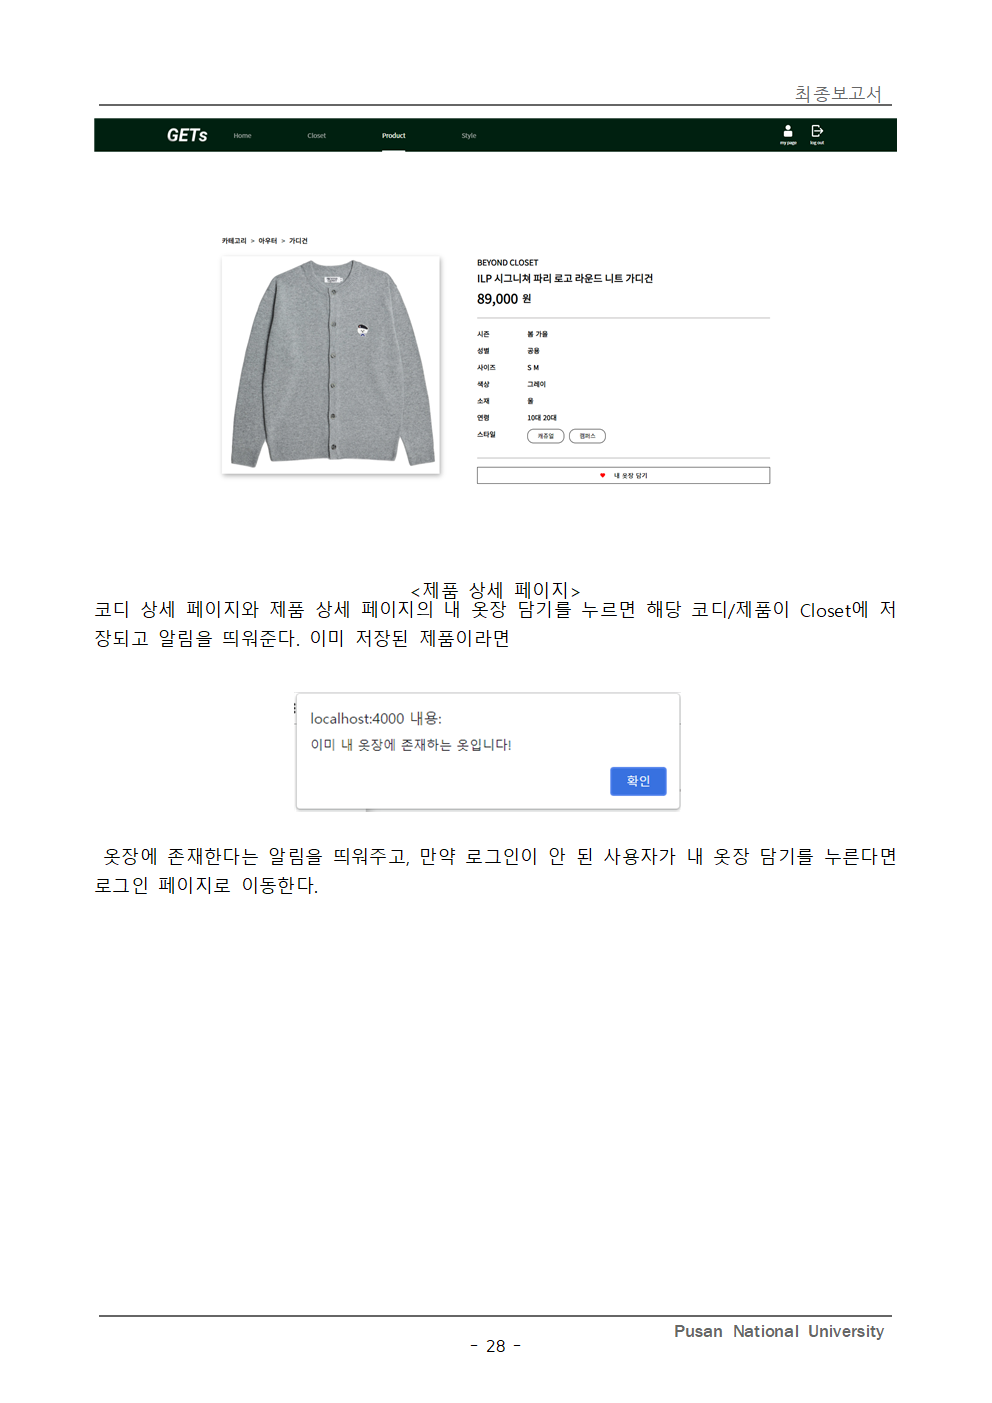 최종보고서
GETs Home Closet Product Style my page log out
카테고리 > 아우터 > 가디건
BEYOND CLOSET
ILP 시그니쳐 파리 로고 라운드 니트 가디건
89,000 원
시즌 봄 가을
성별 공용
사이즈 S M
색상 그레이
소재 울
연령 10대 20대
스타일 캐쥬얼 캠퍼스
내 옷장 담기
<제품 상세 페이지>
코디 상세 페이지와 제품 상세 페이지의 내 옷장 담기를 누르면 해당 코디/제품이 Closet에 저
장되고 알림을 띄워준다. 이미 저장된 제품이라면
localhost:4000 내용:
이미 내 옷장에 존재하는 옷입니다!
확인
옷장에 존재한다는 알림을 띄워주고, 만약 로그인이 안 된 사용자가 내 옷장 담기를 누른다면
로그인 페이지로 이동한다.
Pusan National University
- 28 -